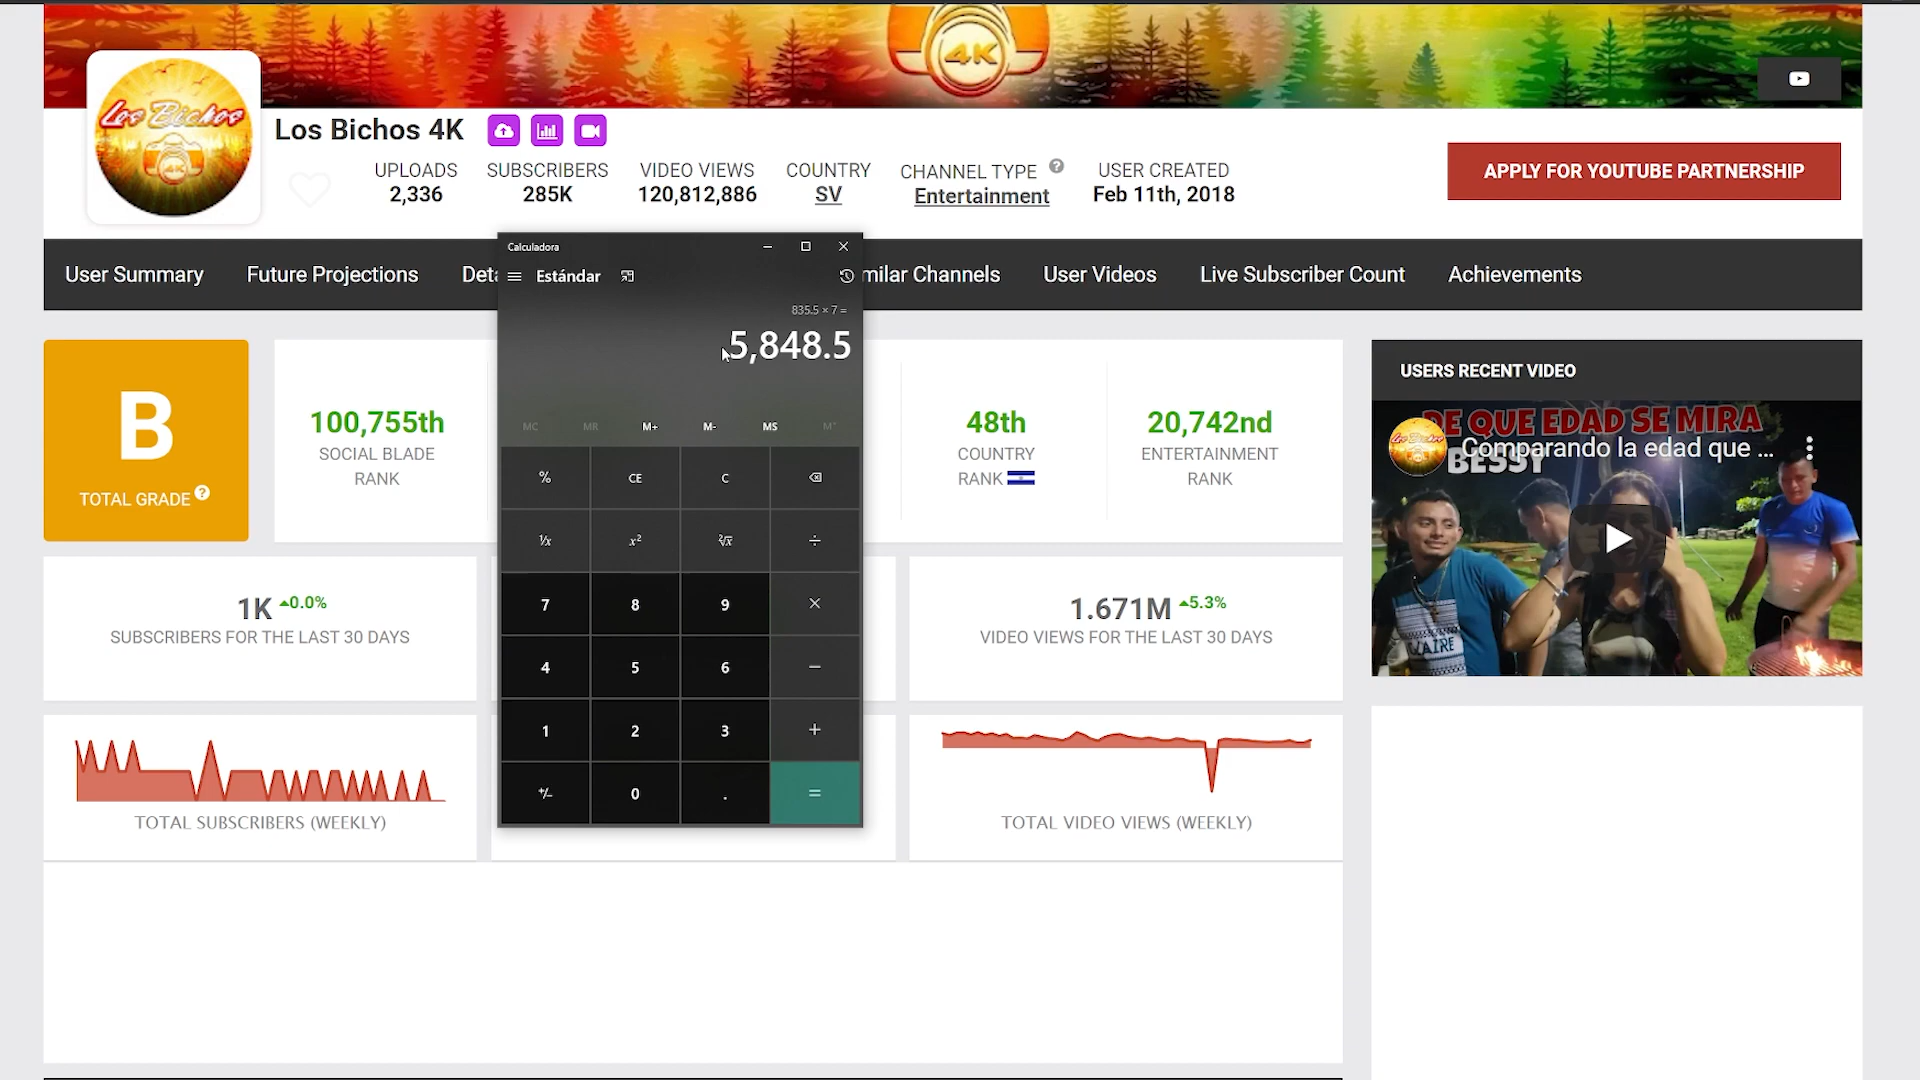 4K
Los Bichos
4K
Los Bichos 4K
UPLOADS
2,336
SUBSCRIBERS
285K
VIDEO VIEWS
120,812,886
COUNTRY
SV
CHANNEL TYPE ?
Entertainment
USER CREATED
Feb 11th, 2018
APPLY FOR YOUTUBE PARTNERSHIP
User Summary
Future Projections
Deta
milar Channels
User Videos
Live Subscriber Count
Achievements
Calculadora
Estándar
835.5 × 7 =
5,848.5
MC MR M+ M- MS M˅
% CE C
¹/x x² ²√x ÷
7 8 9 ×
4 5 6 −
1 2 3 +
+/- 0 . =
B
TOTAL GRADE ?
100,755th
SOCIAL BLADE
RANK
48th
COUNTRY
RANK
20,742nd
ENTERTAINMENT
RANK
1K 0.0%
SUBSCRIBERS FOR THE LAST 30 DAYS
1.671M 5.3%
VIDEO VIEWS FOR THE LAST 30 DAYS
TOTAL SUBSCRIBERS (WEEKLY)
TOTAL VIDEO VIEWS (WEEKLY)
USERS RECENT VIDEO
DE QUE EDAD SE MIRA
Comparando la edad que ...
BESSY